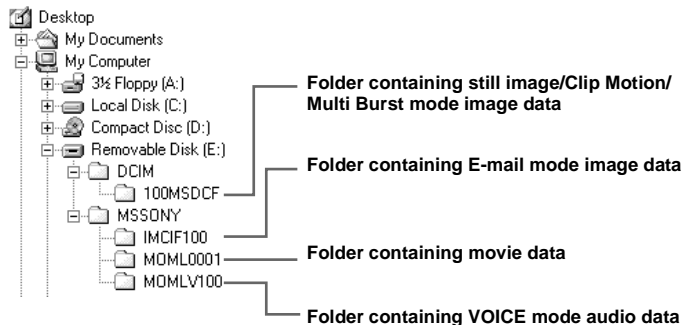 Desktop
My Documents
My Computer
3½ Floppy (A:)
Local Disk (C:)
Compact Disc (D:)
Removable Disk (E:)
DCIM
100MSDCF
MSSONY
IMCIF100
MOML0001
MOMLV100
Folder containing still image/Clip Motion/
Multi Burst mode image data
Folder containing E-mail mode image data
Folder containing movie data
Folder containing VOICE mode audio data